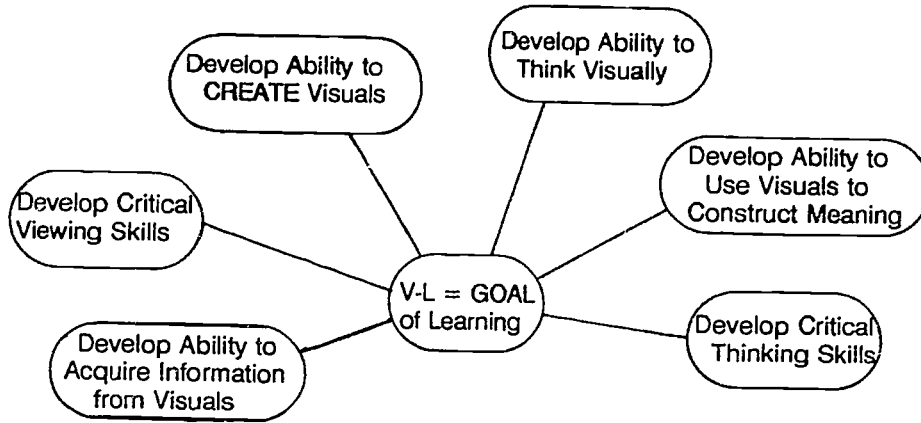 Develop Ability to
CREATE Visuals
Develop Ability to
Think Visually
Develop Ability to
Use Visuals to
Construct Meaning
Develop Critical
Viewing Skills
V-L = GOAL
of Learning
Develop Critical
Thinking Skills
Develop Ability to
Acquire Information
from Visuals